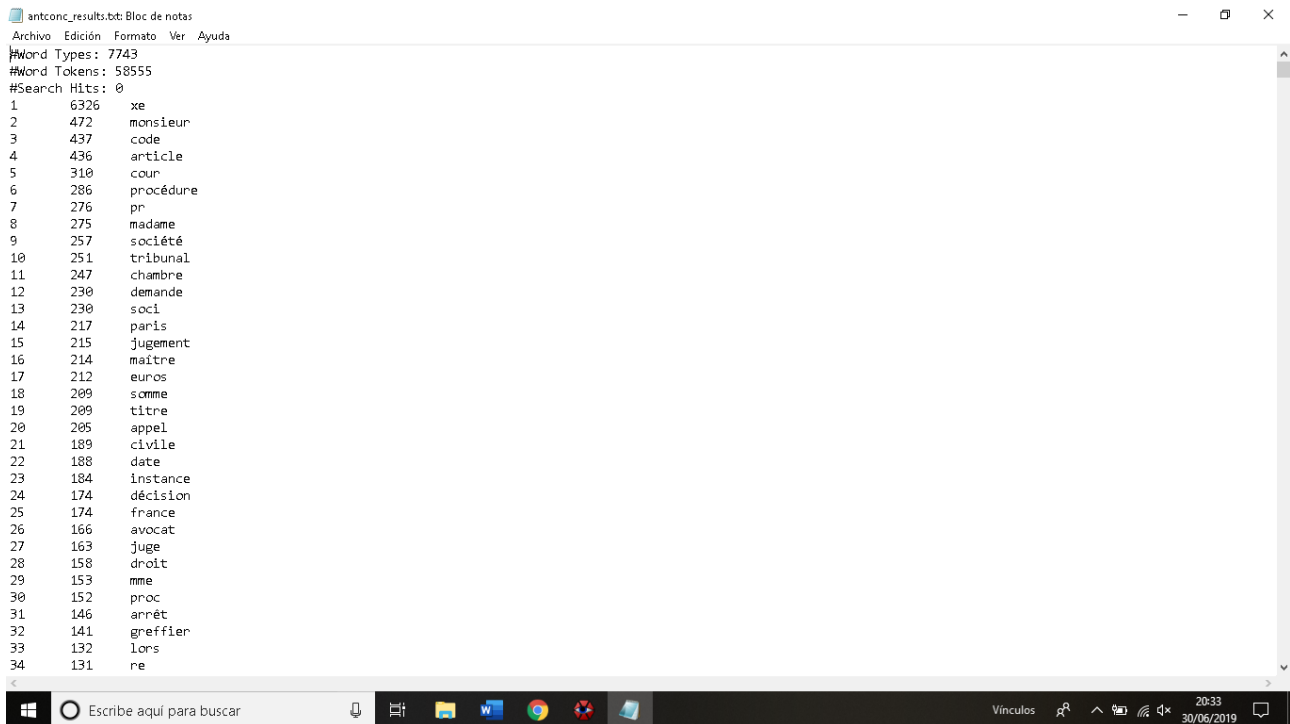 antconc_results.txt: Bloc de notas
Archivo Edición Formato Ver Ayuda
#Word Types: 7743
#Word Tokens: 58555
#Search Hits: 0
1 6326 xe
2 472 monsieur
3 437 code
4 436 article
5 310 cour
6 286 procédure
7 276 pr
8 275 madame
9 257 société
10 251 tribunal
11 247 chambre
12 230 demande
13 230 soci
14 217 paris
15 215 jugement
16 214 maître
17 212 euros
18 209 somme
19 209 titre
20 205 appel
21 189 civile
22 188 date
23 184 instance
24 174 décision
25 174 france
26 166 avocat
27 163 juge
28 158 droit
29 153 mme
30 152 proc
31 146 arrêt
32 141 greffier
33 132 lors
34 131 re
Escribe aquí para buscar
Vínculos
20:33
30/06/2019